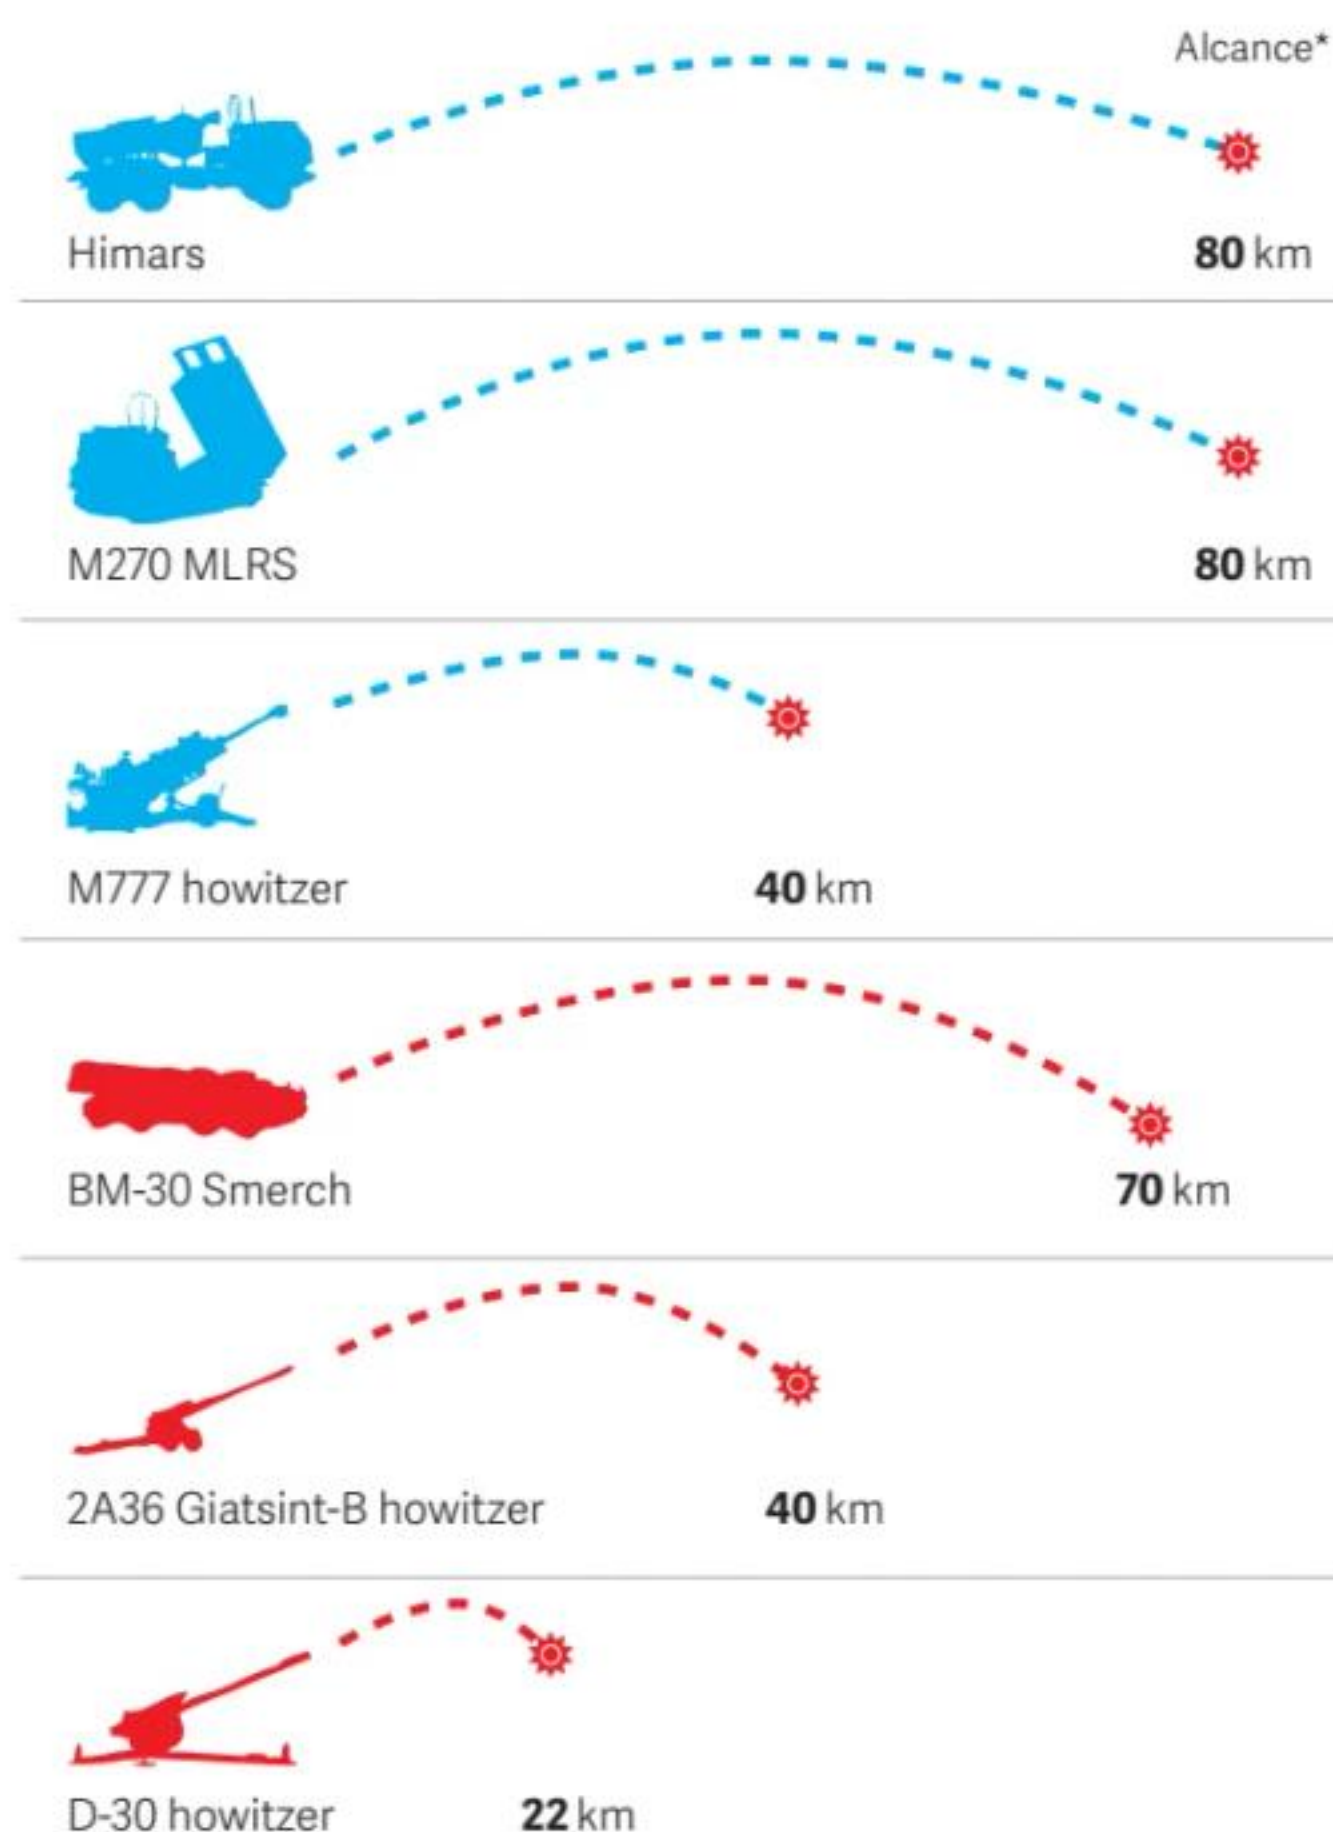 Alcance*
Himars 80 km
M270 MLRS 80 km
M777 howitzer 40 km
BM-30 Smerch 70 km
2A36 Giatsint-B howitzer 40 km
D-30 howitzer 22 km